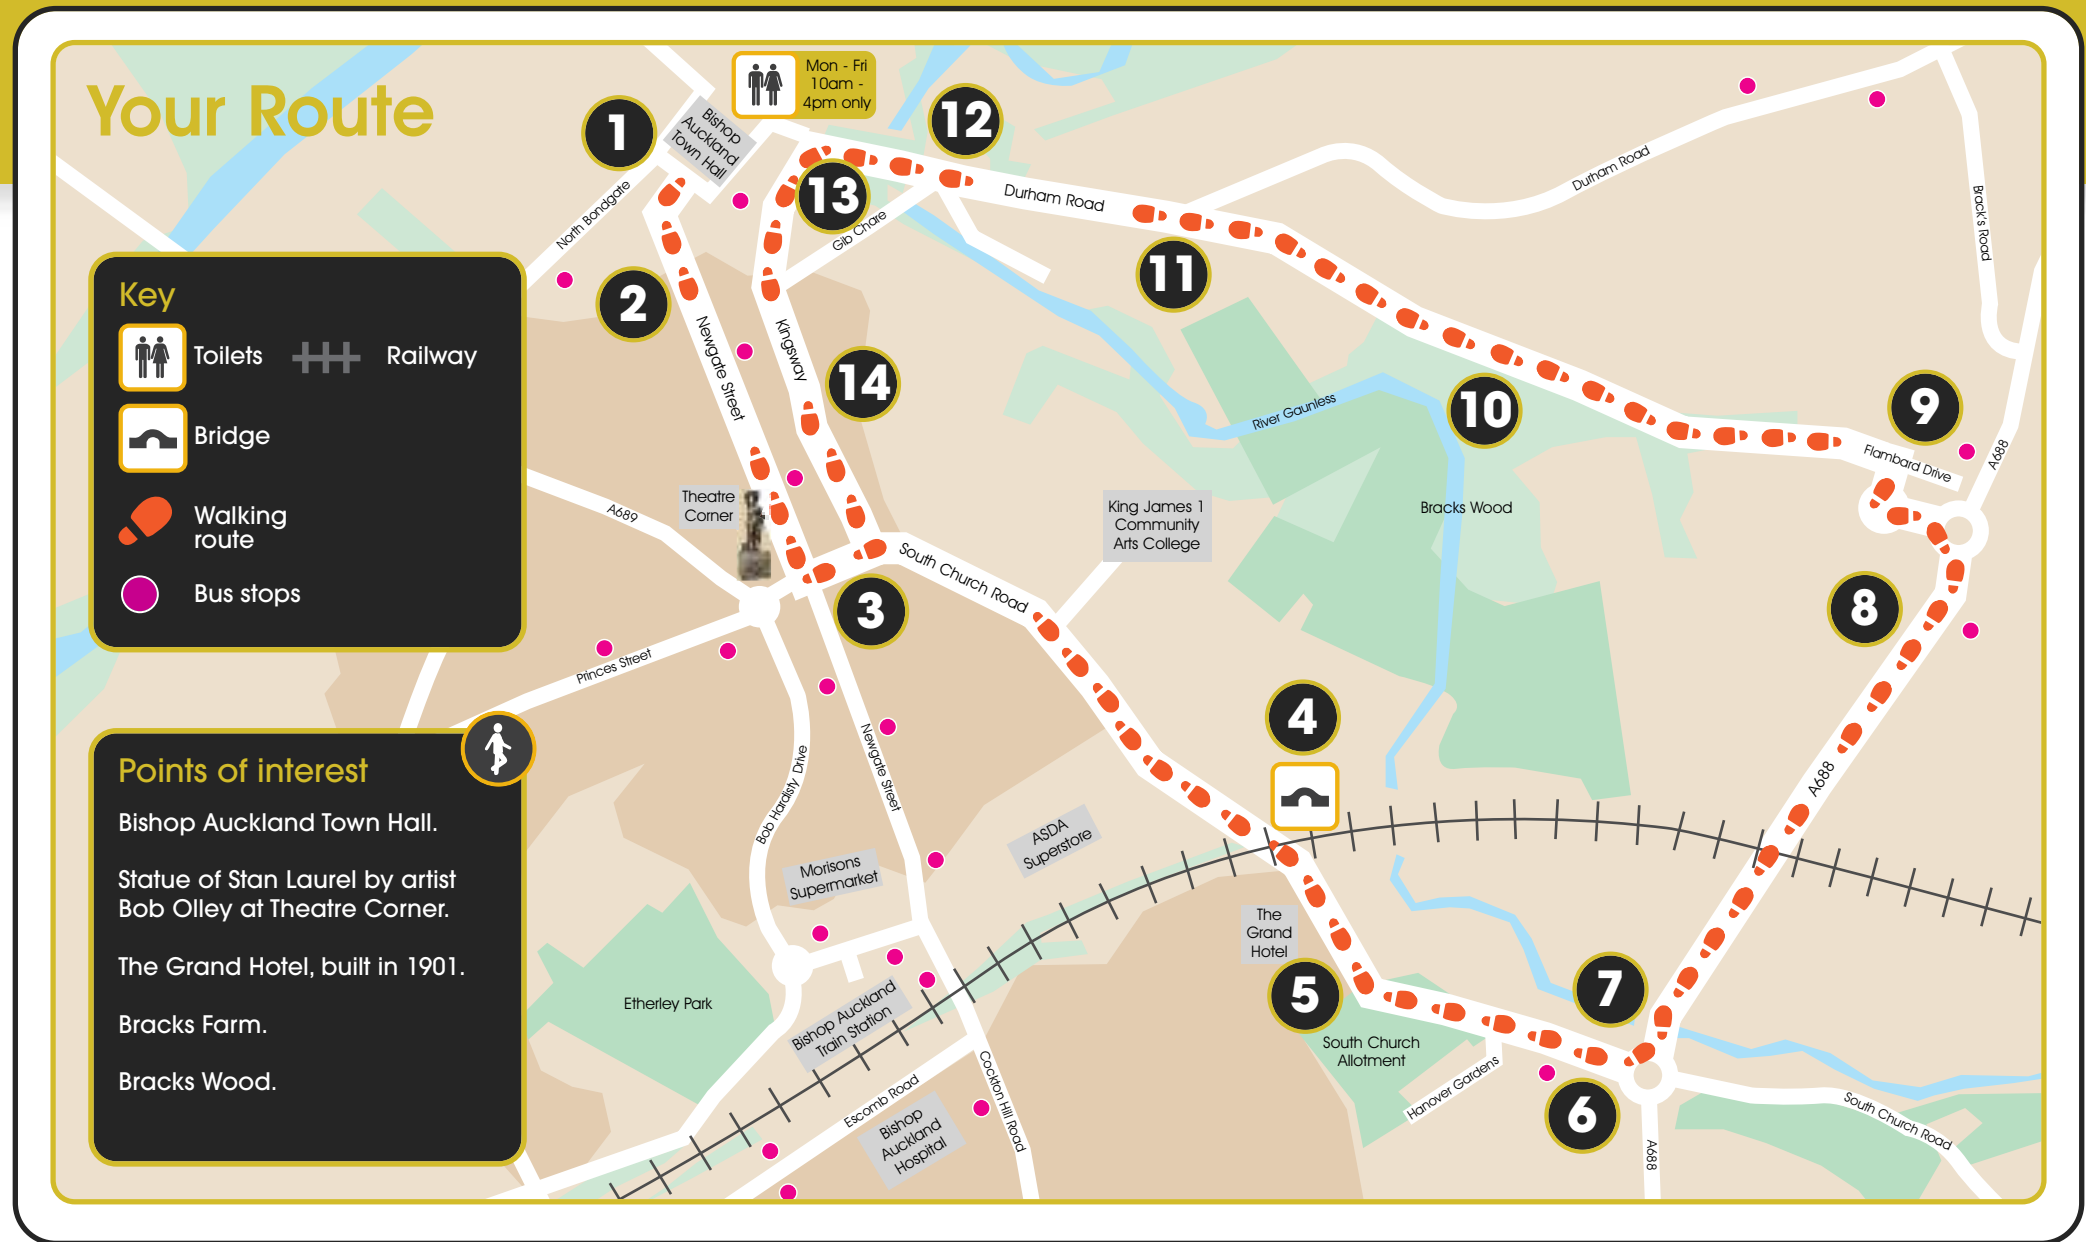 Your Route
Mon - Fri
10am -
4pm only
1
Bishop
Auckland
Town Hall
12
13
North Bondgate
Gib Chare
Durham Road
Durham Road
Brack's Road
2
11
Key
Toilets
Railway
Bridge
Walking
route
Bus stops
Newgate Street
Kingsway
14
River Gaunless
10
9
Flambard Drive
A688
A689
Theatre
Corner
King James 1
Community
Arts College
Bracks Wood
South Church Road
3
8
Princes Street
4
Newgate Street
Bob Hardisty Drive
A688
Points of interest
Bishop Auckland Town Hall.
Statue of Stan Laurel by artist
Bob Olley at Theatre Corner.
The Grand Hotel, built in 1901.
Bracks Farm.
Bracks Wood.
ASDA
Superstore
Morisons
Supermarket
The
Grand
Hotel
5
7
Etherley Park
Bishop Auckland
Train Station
South Church
Allotment
Hanover Gardens
6
Escomb Road
Cockton Hill Road
Bishop
Auckland
Hospital
A688
South Church Road